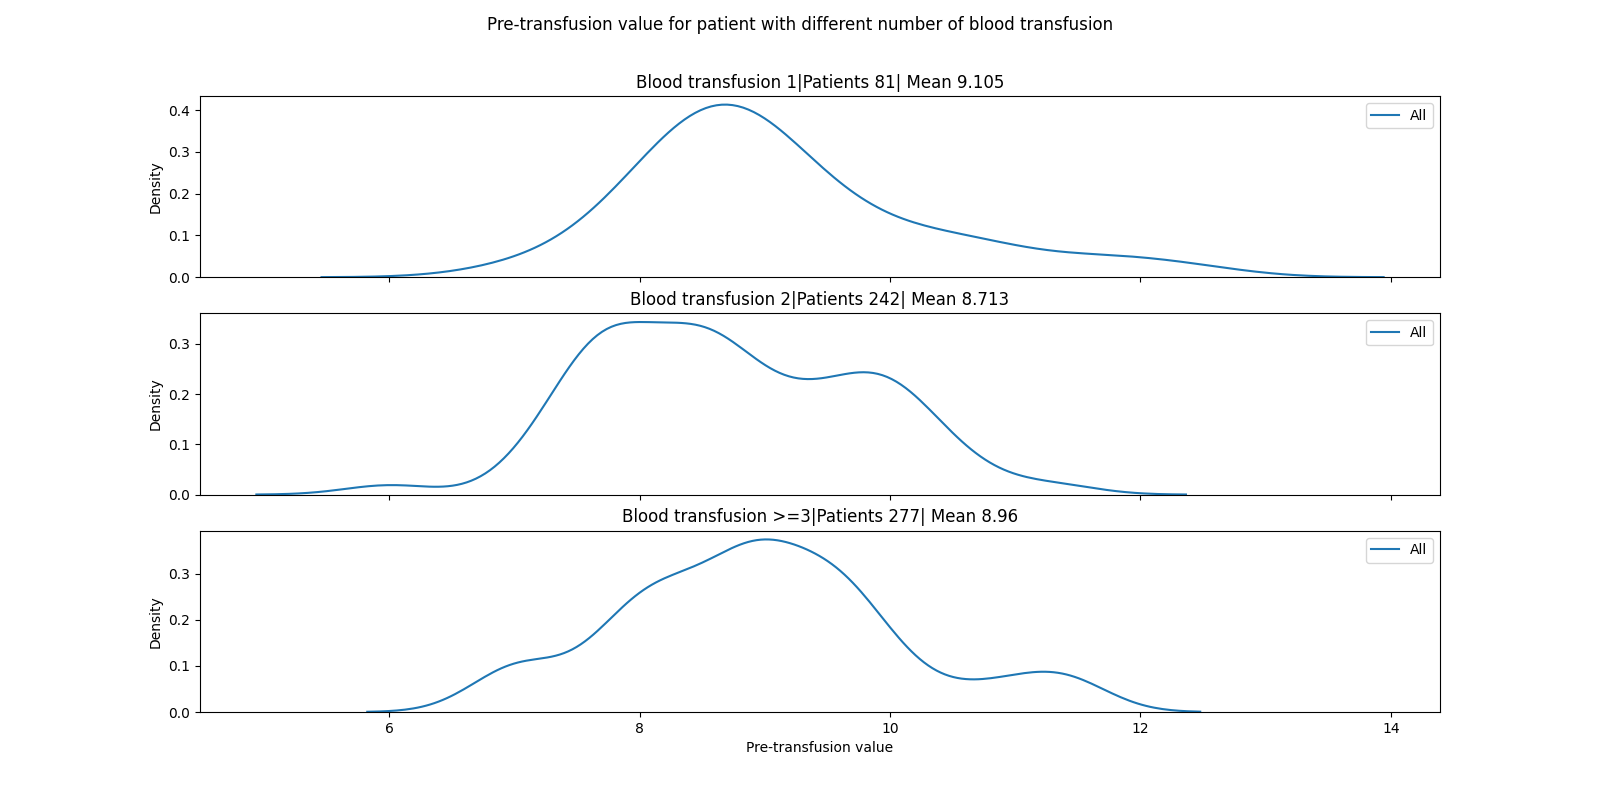 Pre-transfusion value for patient with different number of blood transfusion
Blood transfusion 1|Patients 81| Mean 9.105
All
0.4
0.3
0.2
0.1
0.0
Density
Blood transfusion 2|Patients 242| Mean 8.713
All
0.3
0.2
0.1
0.0
Density
Blood transfusion >=3|Patients 277| Mean 8.96
All
0.3
0.2
0.1
0.0
Density
6 8 10 12 14
Pre-transfusion value